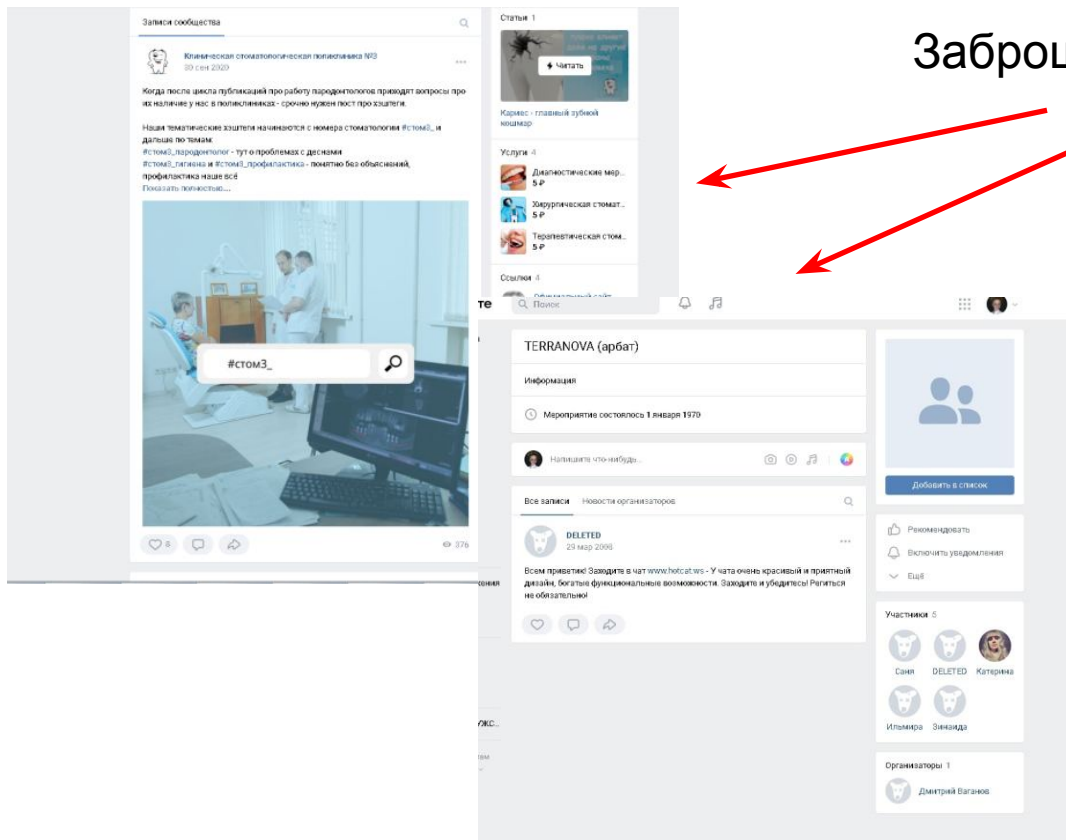 Заброш
Записи сообщества
Клиническая стоматологическая поликлиника №3
30 сен 2020
Когда после цикла публикаций про работу пародонтологов приходят вопросы про
их наличие у нас в поликлиниках - срочно нужен пост про хэштеги.
Наши тематические хэштеги начинаются с номера стоматологии #стом3_ и
дальше по темам:
#стом3_пародонтолог - тут о проблемах с деснами
#стом3_гигиена и #стом3_профилактика - понятно без объяснений,
профилактика наше всё
Показать полностью...
#стом3_
376
Статьи 1
Читать
Кариес - главный зубной
кошмар
Услуги 4
Диагностические мер...
5 ₽
Хирургическая стомат...
5 ₽
Терапевтическая стом...
5 ₽
Ссылки 4
Официальный сайт
те
Поиск
TERRANOVA (арбат)
Информация
Мероприятие состоялось 1 января 1970
Напишите что-нибудь...
Все записи Новости организаторов
DELETED
29 мар 2008
Всем приветик! Заходите в чат www.hotcat.ws - У чата очень красивый и приятный
дизайн, богатые функциональные возможности. Заходите и убедитесь! Региться
не обязательно!
Добавить в список
Рекомендовать
Включить уведомления
Ещё
Участники 5
Саня DELETED Катерина
Ильмира Зинаида
Организаторы 1
Дмитрий Ваганов